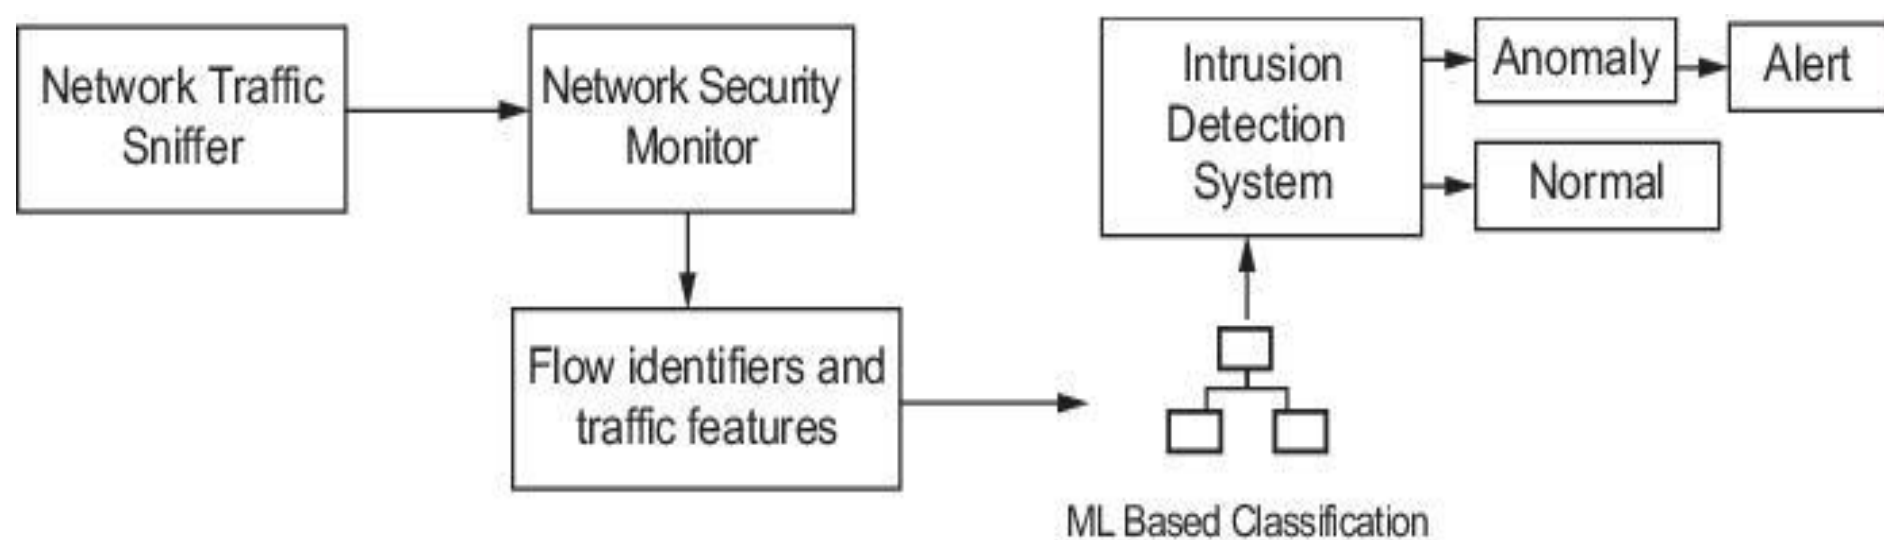 Network Traffic
Sniffer
Network Security
Monitor
Flow identifiers and
traffic features
ML Based Classification
Intrusion
Detection
System
Anomaly
Alert
Normal